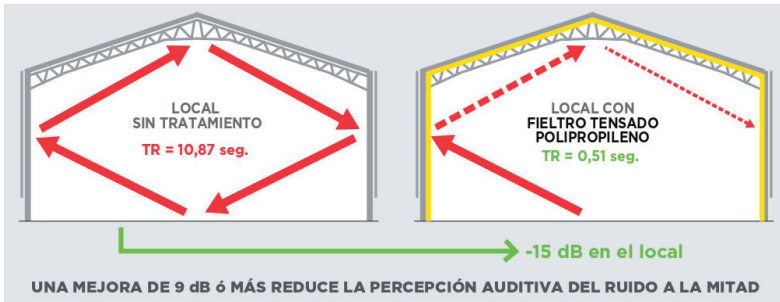 LOCAL
SIN TRATAMIENTO
TR = 10,87 seg.
LOCAL CON
FIELTRO TENSADO
POLIPROPILENO
TR = 0,51 seg.
-15 dB en el local
UNA MEJORA DE 9 dB ó MÁS REDUCE LA PERCEPCIÓN AUDITIVA DEL RUIDO A LA MITAD